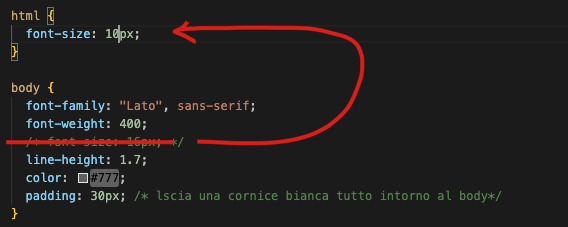 html {
font-size: 10px;
}
body {
font-family: "Lato", sans-serif;
font-weight: 400;
/* font-size: 16px; */
line-height: 1.7;
color: #777;
padding: 30px; /* lscia una cornice bianca tutto intorno al body*/
}